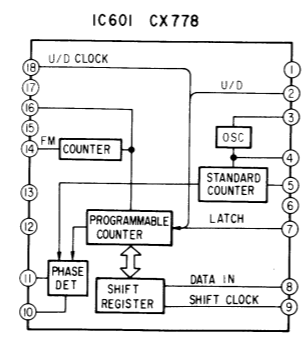 IC601 CX778
18
U/D CLOCK
1
17
U/D
2
16
3
15
OSC
14
FM
COUNTER
4
STANDARD
COUNTER
5
13
6
PROGRAMMABLE
COUNTER
LATCH
12
7
PHASE
DET
11
SHIFT
REGISTER
DATA IN
8
SHIFT CLOCK
9
10